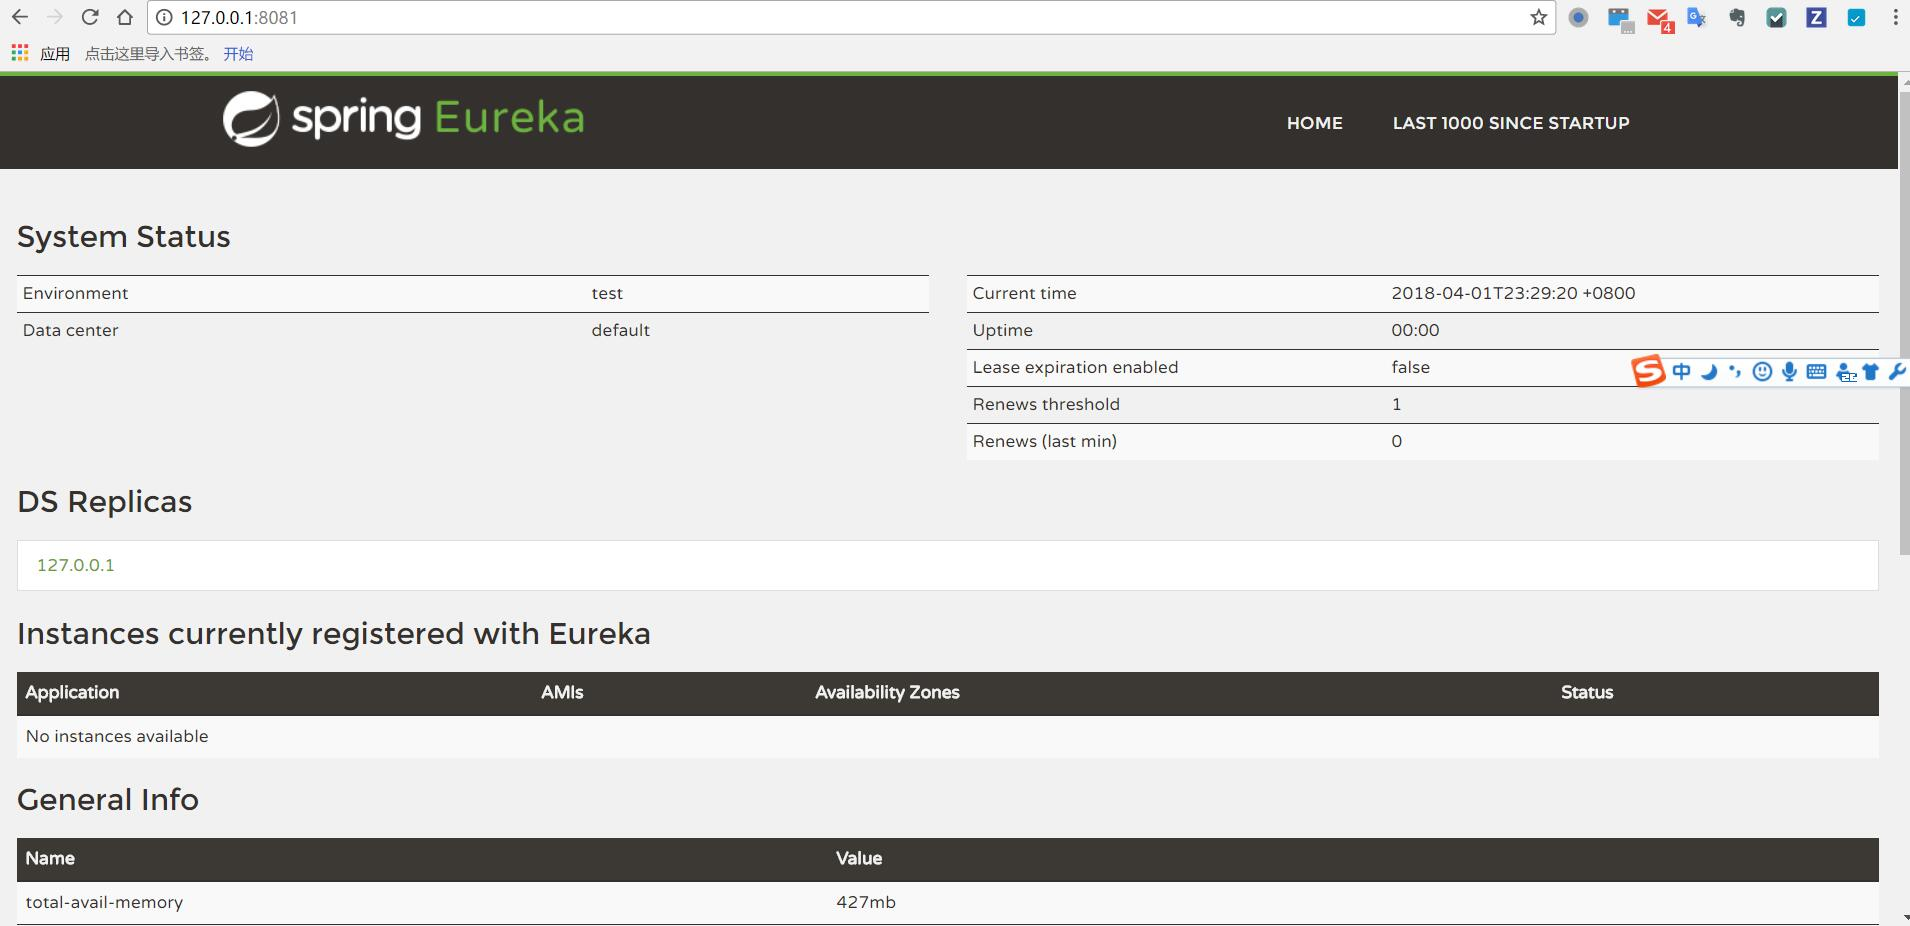 127.0.0.1:8081
4
Z
应用 点击这里导入书签。 开始
spring Eureka
HOME LAST 1000 SINCE STARTUP
System Status
Environment test
Data center default
Current time 2018-04-01T23:29:20 +0800
Uptime 00:00
Lease expiration enabled false
Renews threshold 1
Renews (last min) 0
S 中
DS Replicas
127.0.0.1
Instances currently registered with Eureka
Application AMIs Availability Zones Status
No instances available
General Info
Name Value
total-avail-memory 427mb